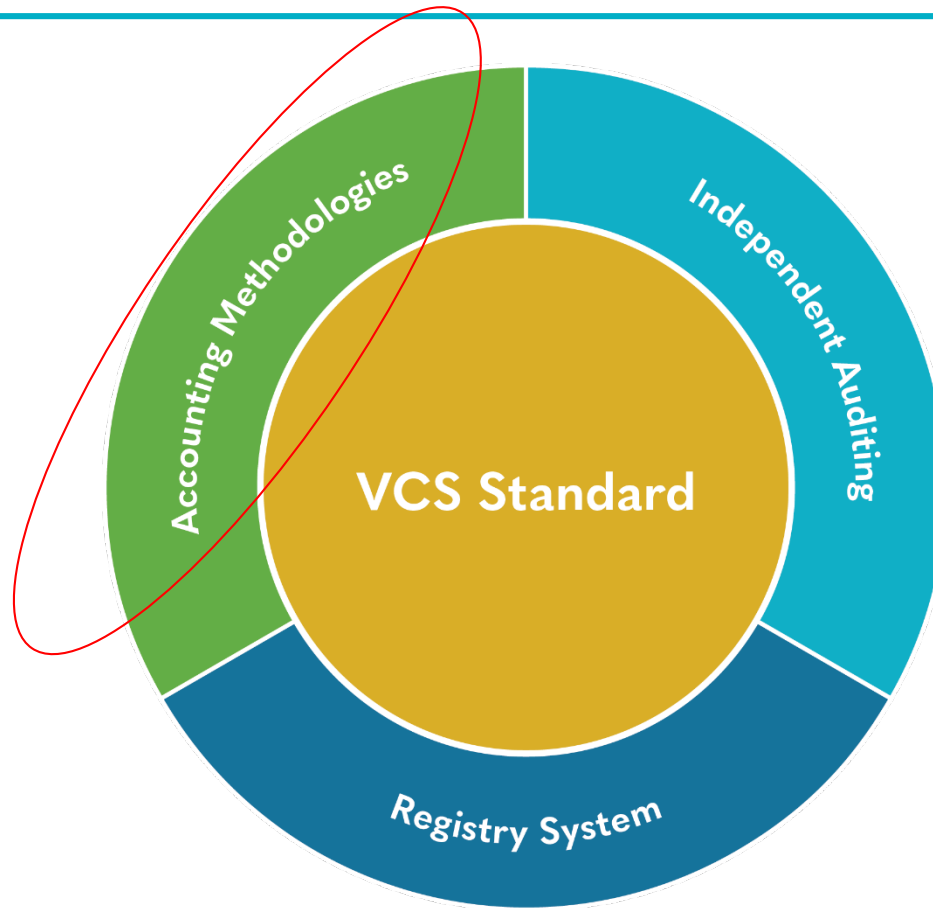 Accounting Methodologies
Independent Auditing
VCS Standard
Registry System